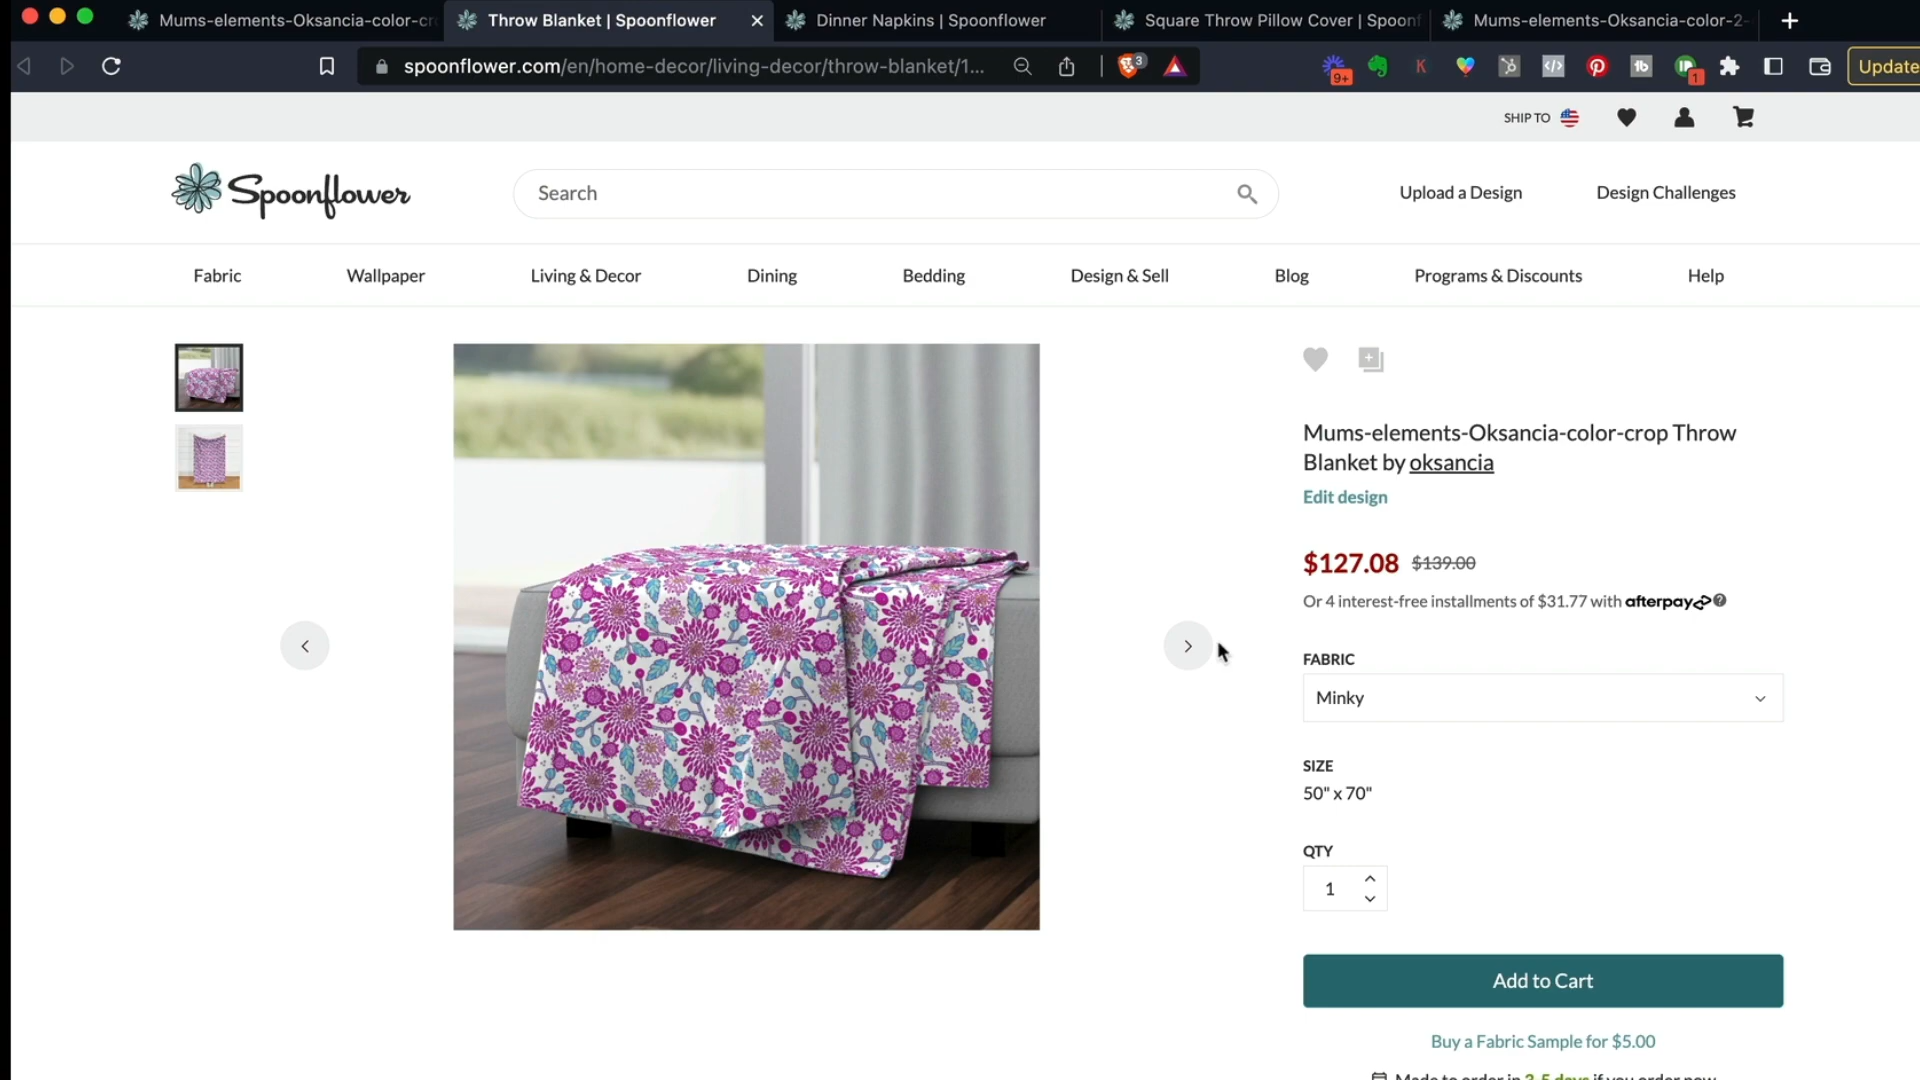 Mums-elements-Oksancia-color-cr
Throw Blanket | Spoonflower
Dinner Napkins | Spoonflower
Square Throw Pillow Cover | Spoonf
Mums-elements-Oksancia-color-2-
spoonflower.com/en/home-decor/living-decor/throw-blanket/1...
3
9+
K
</>
tb
1
Update
SHIP TO
Spoonflower
Search
Upload a Design
Design Challenges
Fabric
Wallpaper
Living & Decor
Dining
Bedding
Design & Sell
Blog
Programs & Discounts
Help
Mums-elements-Oksancia-color-crop Throw
Blanket by oksancia
Edit design
$127.08 $139.00
Or 4 interest-free installments of $31.77 with afterpay ?
FABRIC
Minky
SIZE
50" x 70"
QTY
1
Add to Cart
Buy a Fabric Sample for $5.00
Made to order in 3-5 days if you order now